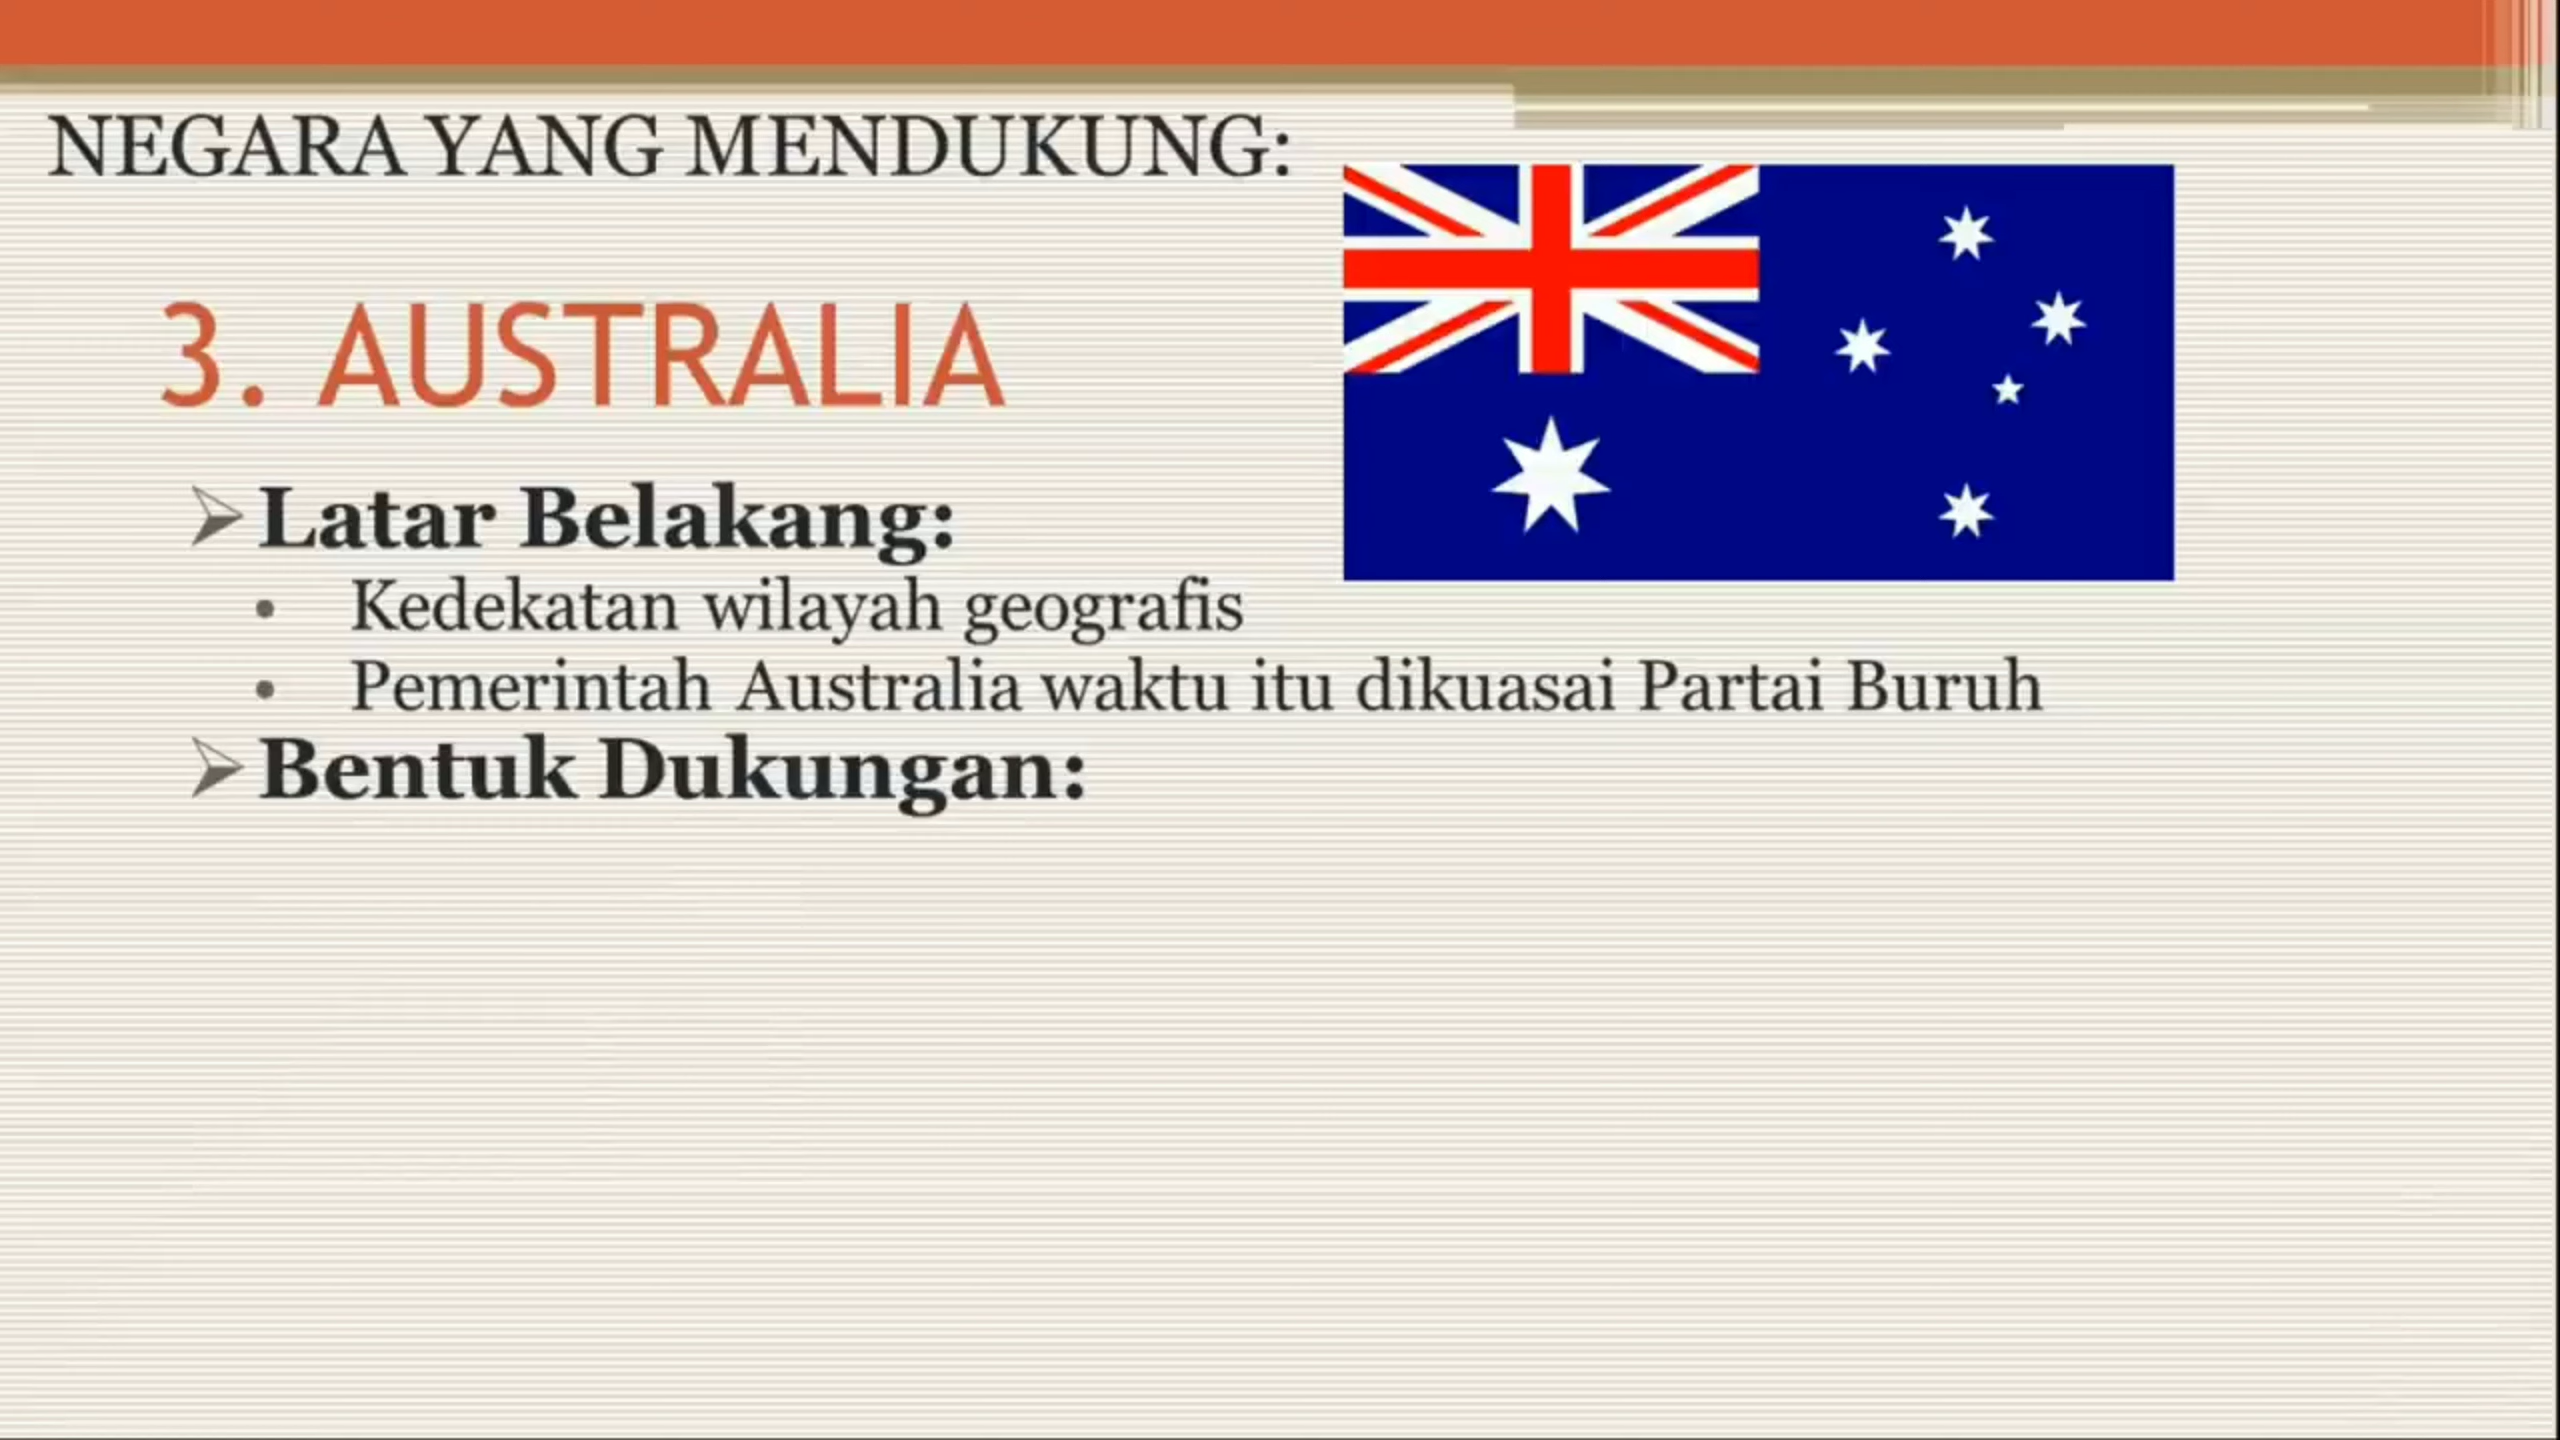 NEGARA YANG MENDUKUNG:
3. AUSTRALIA
Latar Belakang:
• Kedekatan wilayah geografis
• Pemerintah Australia waktu itu dikuasai Partai Buruh
Bentuk Dukungan: